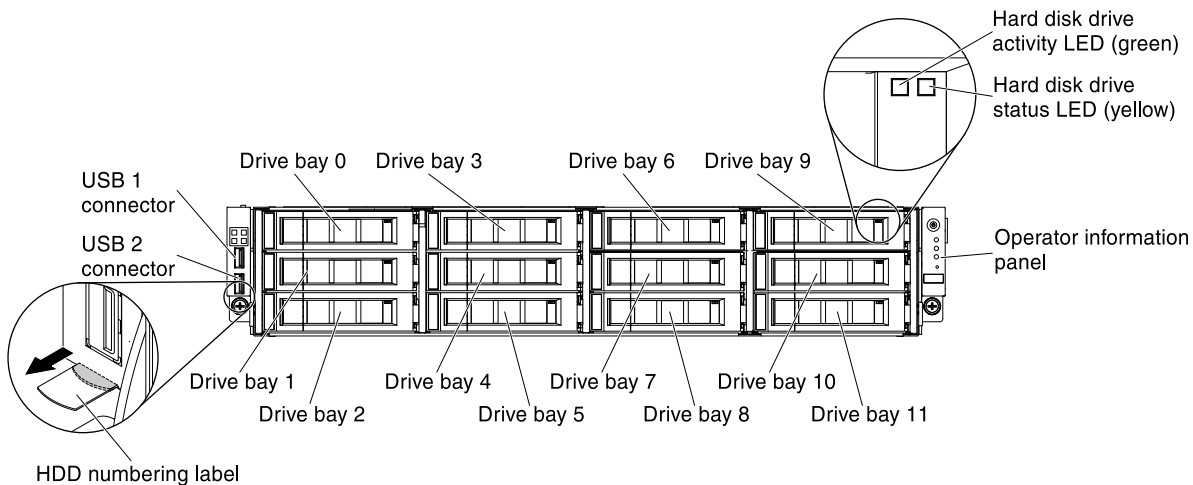 Hard disk drive
activity LED (green)
Hard disk drive
status LED (yellow)
Drive bay 0
Drive bay 3
Drive bay 6
Drive bay 9
USB 1
connector
USB 2
connector
Operator information
panel
Drive bay 1
Drive bay 4
Drive bay 7
Drive bay 10
Drive bay 2
Drive bay 5
Drive bay 8
Drive bay 11
HDD numbering label